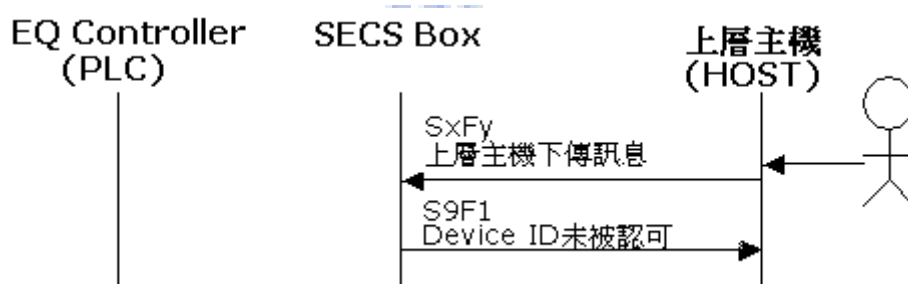 EQ Controller
(PLC)
SECS Box
上層主機
(HOST)
SxFy
上層主機下傳訊息
S9F1
Device ID未被認可